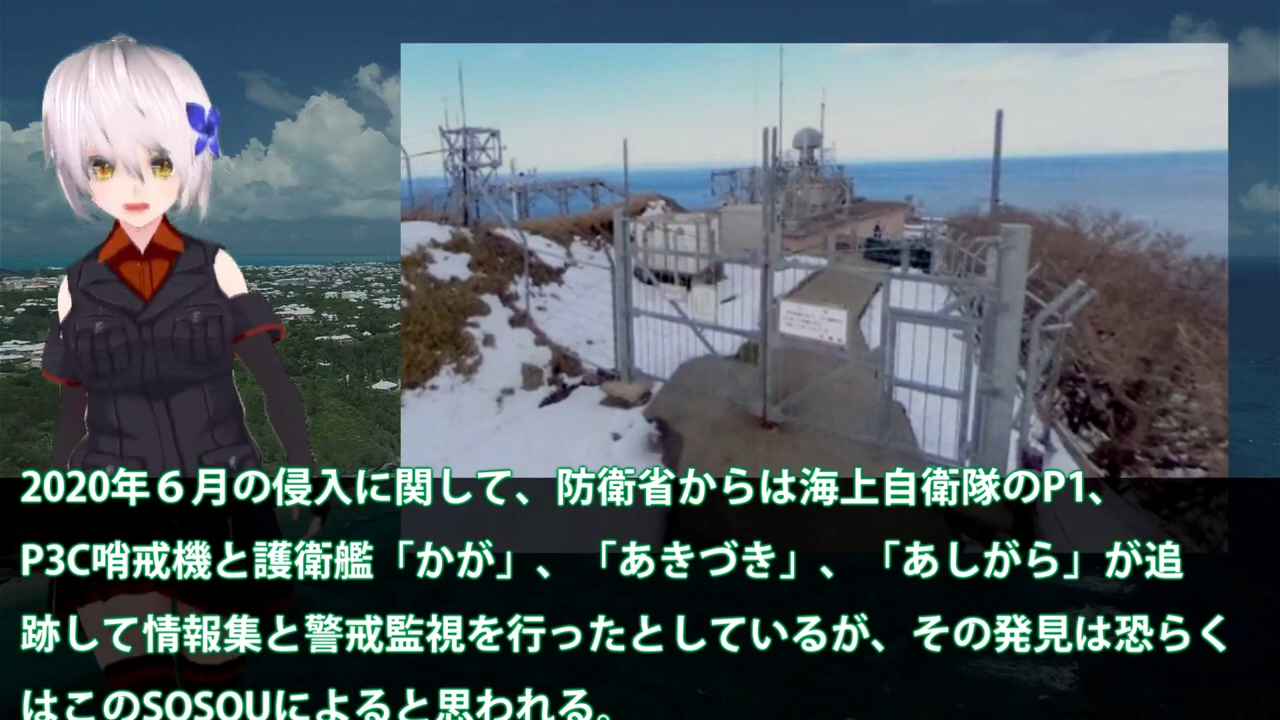 2020年６月の侵入に関して、防衛省からは海上自衛隊のP1、
P3C哨戒機と護衛艦「かが」、「あきづき」、「あしがら」が追
跡して情報集と警戒監視を行ったとしているが、その発見は恐らく
はこのSOSOUによると思われる。